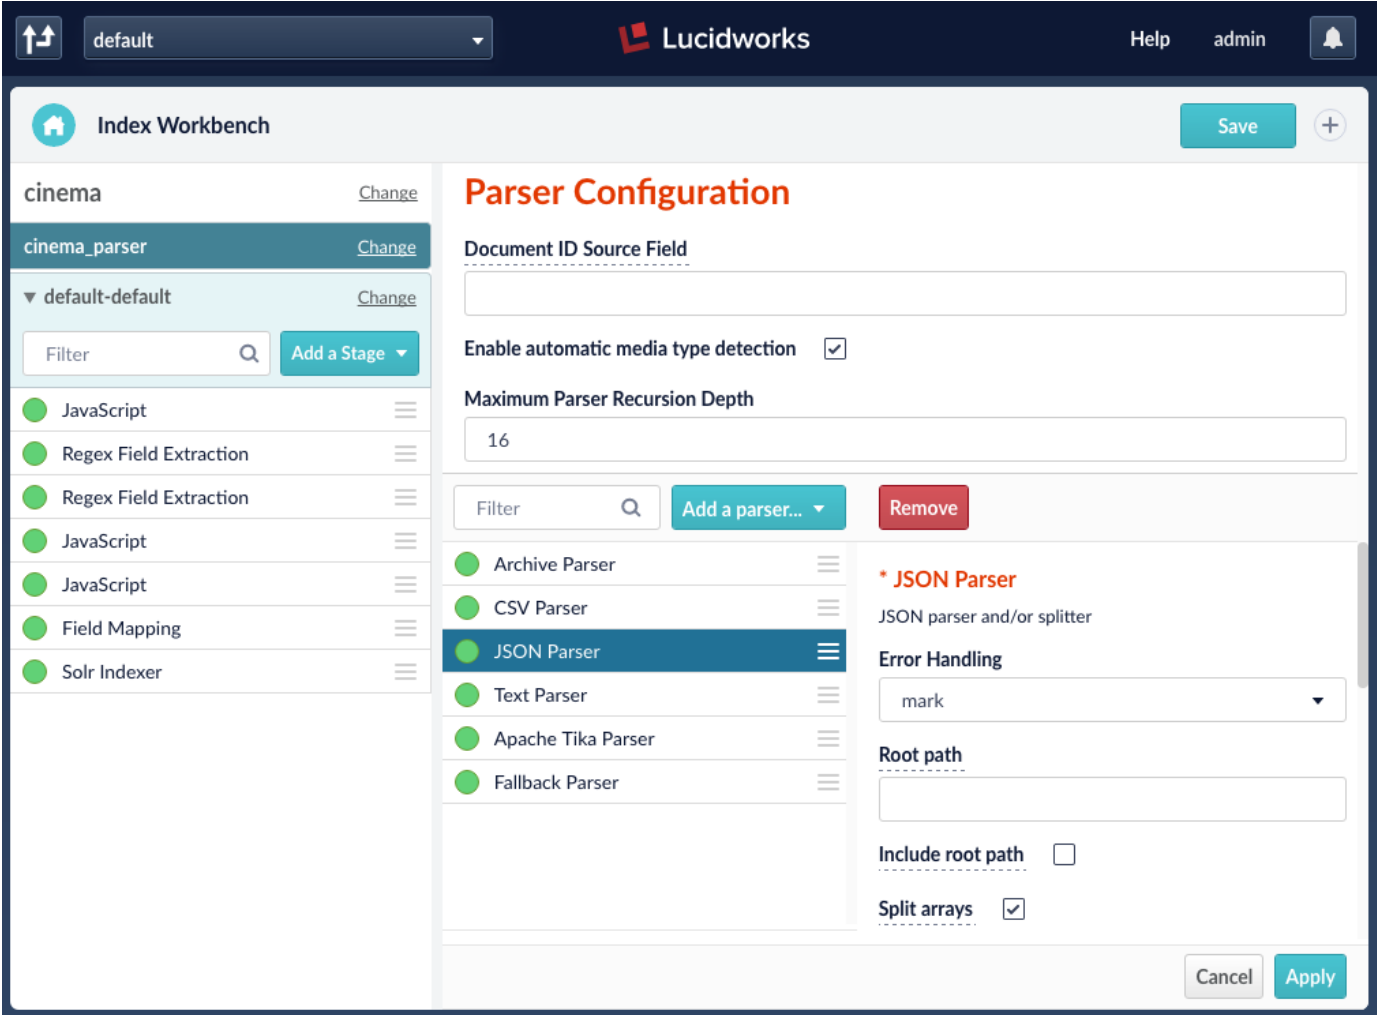 default
Lucidworks
Help
admin
Index Workbench
Save
cinema
Change
cinema_parser
Change
default-default
Change
Filter
Add a Stage
JavaScript
Regex Field Extraction
Regex Field Extraction
JavaScript
JavaScript
Field Mapping
Solr Indexer
Parser Configuration
Document ID Source Field
Enable automatic media type detection
Maximum Parser Recursion Depth
16
Filter
Add a parser...
Remove
Archive Parser
CSV Parser
JSON Parser
Text Parser
Apache Tika Parser
Fallback Parser
* JSON Parser
JSON parser and/or splitter
Error Handling
mark
Root path
Include root path
Split arrays
Cancel
Apply